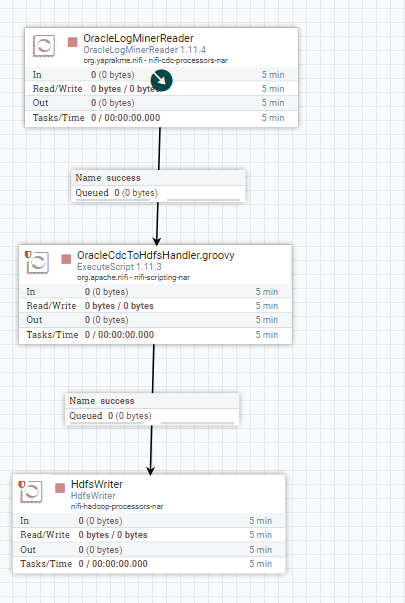 OracleLogMinerReader
OracleLogMinerReader 1.11.4
org.yaprakme.nifi - nifi-cdc-processors-nar
In 0 (0 bytes) 5 min
Read/Write 0 bytes / 0 bytes 5 min
Out 0 (0 bytes) 5 min
Tasks/Time 0 / 00:00:00.000 5 min
Name success
Queued 0 (0 bytes)
OracleCdcToHdfsHandler.groovy
ExecuteScript 1.11.3
org.apache.nifi - nifi-scripting-nar
In 0 (0 bytes) 5 min
Read/Write 0 bytes / 0 bytes 5 min
Out 0 (0 bytes) 5 min
Tasks/Time 0 / 00:00:00.000 5 min
Name success
Queued 0 (0 bytes)
HdfsWriter
HdfsWriter
nifi-hadoop-processors-nar
In 0 (0 bytes) 5 min
Read/Write 0 bytes / 0 bytes 5 min
Out 0 (0 bytes) 5 min
Tasks/Time 0 / 00:00:00.000 5 min